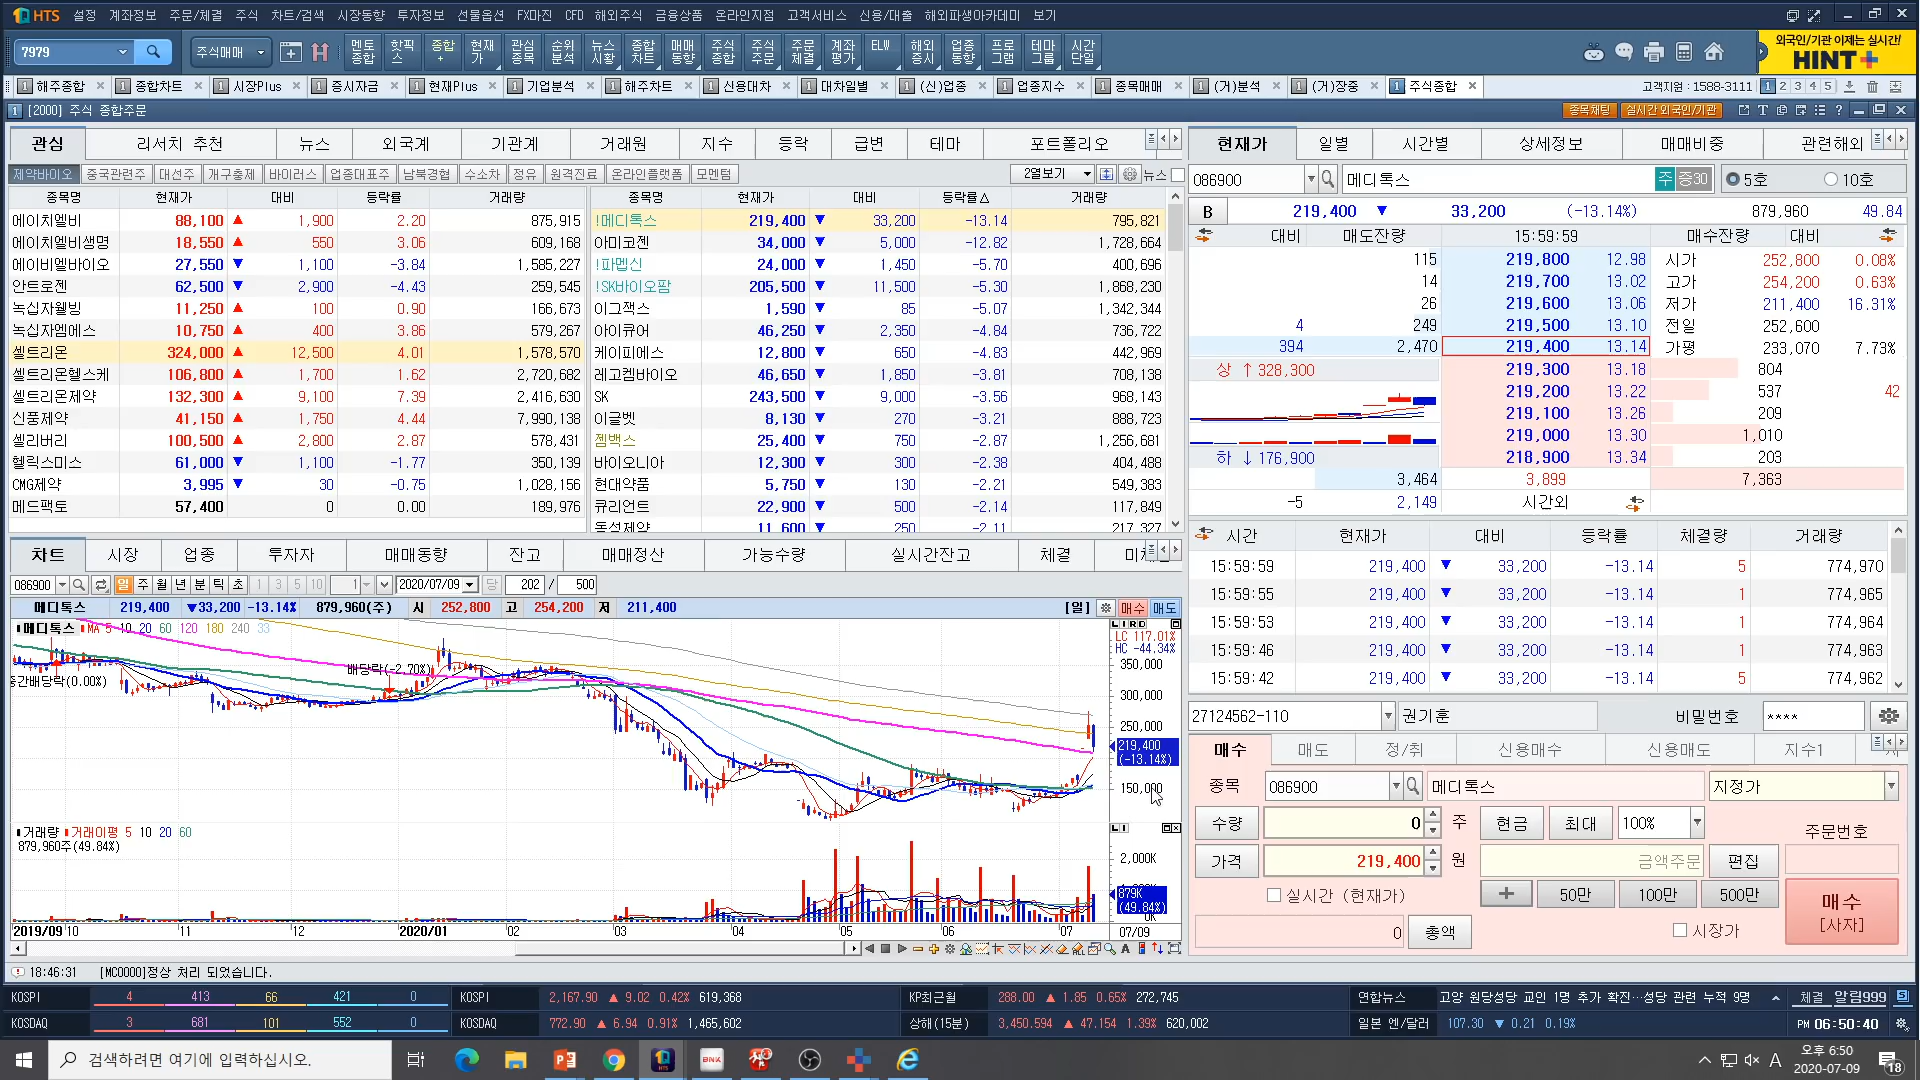 HTS 설정 계좌정보 주문/체결 주식 차트/검색 시장동향 투자정보 선물옵션 FX마진 CFD 해외주식 금융상품 온라인지점 고객서비스 신용/대출 해외파생아카데미 보기
7979 주식매매 멘토종합 핫픽스 종합+ 현재가 관심종목 순위분석 뉴스시황 종합차트 매매동향 주식종합 주식주문 주문체결 계좌평가 ELW 해외증시 업종동향 프로그램 테마그룹 시간단일
외국인/기관 이제는 실시간!
HINT+
1 해주종합 1 종합차트 1 시장Plus 1 증시자금 1 현재Plus 1 기업분석 1 해주차트 1 신용대차 1 대차일별 1 (신)업종 1 업종지수 1 종목매매 1 (거)분석 1 (거)장중 1 주식종합 고객지원 : 1588-3111 1 2 3 4 5
1 [2000] 주식 종합주문 종목채팅 실시간외국인/기관
관심 리서치 추천 뉴스 외국계 기관계 거래원 지수 등락 급변 테마 포트폴리오
제약바이오 중국관련주 대선주 개구충제 바이러스 업종대표주 남북경협 수소차 정유 원격진료 온라인플랫폼 모멘텀 2열보기 뉴스
종목명 현재가 대비 등락률 거래량
에이치엘비 88,100 ▲ 1,900 2.20 875,915
에이치엘비생명 18,550 ▲ 550 3.06 609,168
에이비엘바이오 27,550 ▼ 1,100 -3.84 1,585,227
안트로젠 62,500 ▼ 2,900 -4.43 259,545
녹십자웰빙 11,250 ▲ 100 0.90 166,673
녹십자엠에스 10,750 ▲ 400 3.86 579,267
셀트리온 324,000 ▲ 12,500 4.01 1,578,570
셀트리온헬스케 106,800 ▲ 1,700 1.62 2,720,682
셀트리온제약 132,300 ▲ 9,100 7.39 2,416,630
신풍제약 41,150 ▲ 1,750 4.44 7,990,138
셀리버리 100,500 ▲ 2,800 2.87 578,431
헬릭스미스 61,000 ▼ 1,100 -1.77 350,139
CMG제약 3,995 ▼ 30 -0.75 1,028,156
메드팩토 57,400 0 0.00 189,976
종목명 현재가 대비 등락률△ 거래량
!메디톡스 219,400 ▼ 33,200 -13.14 795,821
아미코젠 34,000 ▼ 5,000 -12.82 1,728,664
!파멥신 24,000 ▼ 1,450 -5.70 400,696
!SK바이오팜 205,500 ▼ 11,500 -5.30 1,868,230
이그잭스 1,590 ▼ 85 -5.07 1,342,344
아이큐어 46,250 ▼ 2,350 -4.84 736,722
케이피에스 12,800 ▼ 650 -4.83 442,969
레고켐바이오 46,650 ▼ 1,850 -3.81 708,138
SK 243,500 ▼ 9,000 -3.56 968,143
이글벳 8,130 ▼ 270 -3.21 888,723
젬백스 25,400 ▼ 750 -2.87 1,256,681
바이오니아 12,300 ▼ 300 -2.38 404,488
현대약품 5,750 ▼ 130 -2.21 549,383
큐리언트 22,900 ▼ 500 -2.14 117,849
동성제약 11,600 ▼ 250 -2.11 217,327
현재가 일별 시간별 상세정보 매매비중 관련해외
086900 메디톡스 주 증30 5호 10호
B 219,400 ▼ 33,200 (-13.14%) 879,960 49.84
대비 매도잔량 15:59:59 매수잔량 대비
115 219,800 12.98 시가 252,800 0.08%
14 219,700 13.02 고가 254,200 0.63%
26 219,600 13.06 저가 211,400 16.31%
4 249 219,500 13.10 전일 252,600
394 2,470 219,400 13.14 가평 233,070 7.73%
상 ↑ 328,300 219,300 13.18 804
219,200 13.22 537 42
219,100 13.26 209
219,000 13.30 1,010
하 ↓ 176,900 218,900 13.34 203
3,464 3,899 7,363
-5 2,149 시간외
시간 현재가 대비 등락률 체결량 거래량
15:59:59 219,400 ▼ 33,200 -13.14 5 774,970
15:59:55 219,400 ▼ 33,200 -13.14 1 774,965
15:59:53 219,400 ▼ 33,200 -13.14 1 774,964
15:59:46 219,400 ▼ 33,200 -13.14 1 774,963
15:59:42 219,400 ▼ 33,200 -13.14 5 774,962
차트 시장 업종 투자자 매매동향 잔고 매매정산 가능수량 실시간잔고 체결
086900 일 주 월 년 분 틱 초 1 3 5 10 1 2020/07/09 당 202 / 500
메디톡스 219,400 ▼33,200 -13.14% 879,960(주) 시 252,800 고 254,200 저 211,400 [일] 매수 매도
메디톡스 MA 5 10 20 60 120 180 240 33
LC 117.01%
HC -44.34%
350,000
300,000
250,000
219,400
(-13.14%)
150,000
중간배당락(0.00%)
배당락(-2.70%)
거래량 거래이평 5 10 20 60
879,960주(49.84%)
2,000K
879K
(49.84%)
0K
2019/09 10 11 12 2020/01 02 03 04 05 06 07 07/09
27124562-110 권기훈 비밀번호 ****
매수 매도 정/취 신용매수 신용매도 지수1
종목 086900 메디톡스 지정가
수량 0 주 현금 최대 100% 주문번호
가격 219,400 원 금액주문 편집
실시간 (현재가) + 50만 100만 500만 매수
[사자]
0 총액 시장가
18:46:31 [MC0000]정상 처리 되었습니다.
KOSPI 4 413 66 421 0 KOSPI 2,167.90 ▲ 9.02 0.42% 619,368 KP최근월 288.00 ▲ 1.85 0.65% 272,745 연합뉴스 고양 원당성당 교인 1명 추가 확진…성당 관련 누적 9명 체결 알림999
KOSDAQ 3 681 101 552 0 KOSDAQ 772.90 ▲ 6.94 0.91% 1,465,602 상해(15분) 3,450.594 ▲ 47.154 1.39% 620,002 일본 엔/달러 107.30 ▼ 0.21 0.19% PM 06:50:40
검색하려면 여기에 입력하십시오. HTS BNK A 오후 6:50
2020-07-09 18